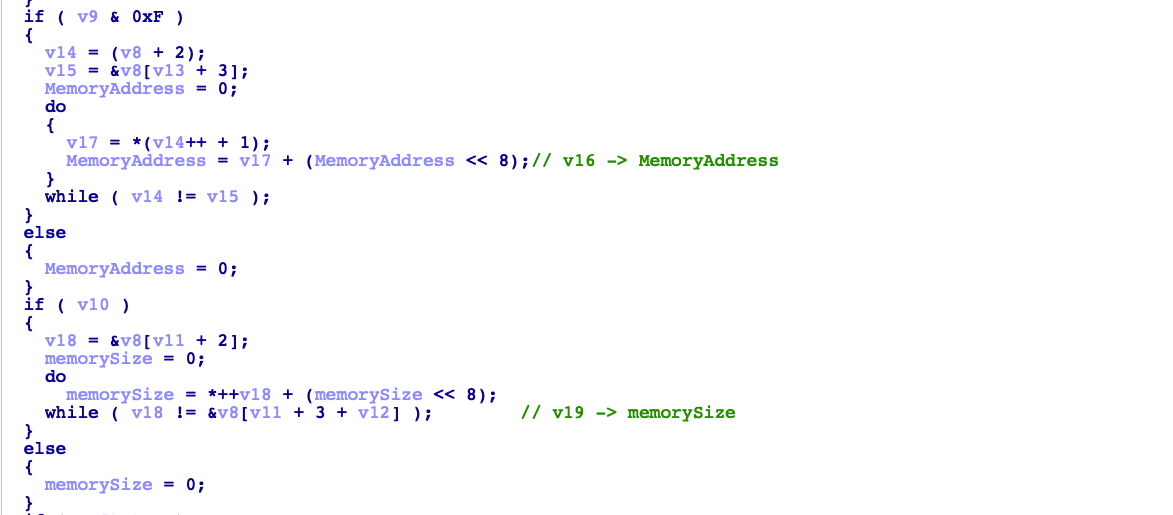 }
if ( v9 & 0xF )
{
  v14 = (v8 + 2);
  v15 = &v8[v13 + 3];
  MemoryAddress = 0;
  do
  {
    v17 = *(v14++ + 1);
    MemoryAddress = v17 + (MemoryAddress << 8);// v16 -> MemoryAddress
  }
  while ( v14 != v15 );
}
else
{
  MemoryAddress = 0;
}
if ( v10 )
{
  v18 = &v8[v11 + 2];
  memorySize = 0;
  do
    memorySize = *++v18 + (memorySize << 8);
  while ( v18 != &v8[v11 + 3 + v12] );        // v19 -> memorySize
}
else
{
  memorySize = 0;
}